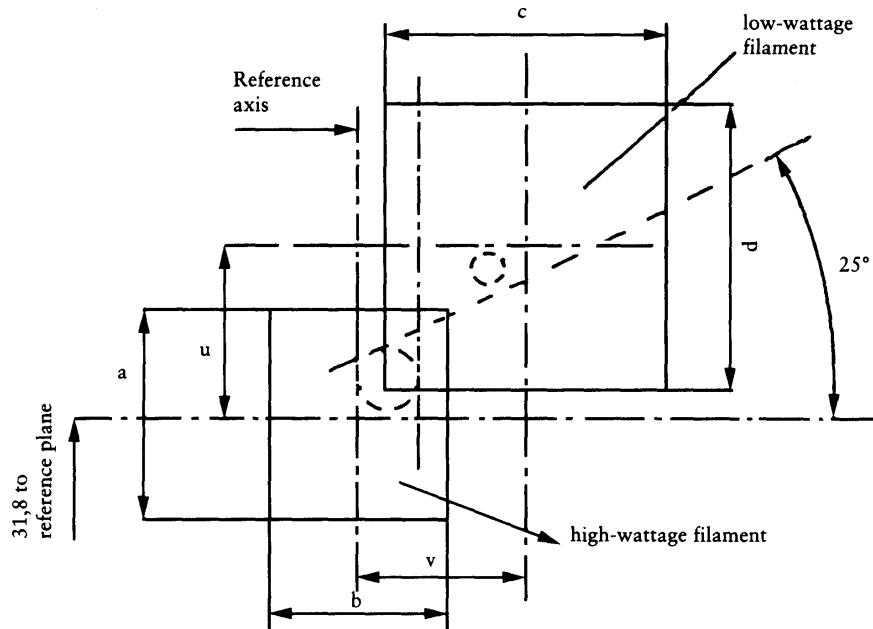 c
low-wattage
filament
Reference
axis
d
25°
u
a
31,8 to
reference plane
high-wattage filament
v
b